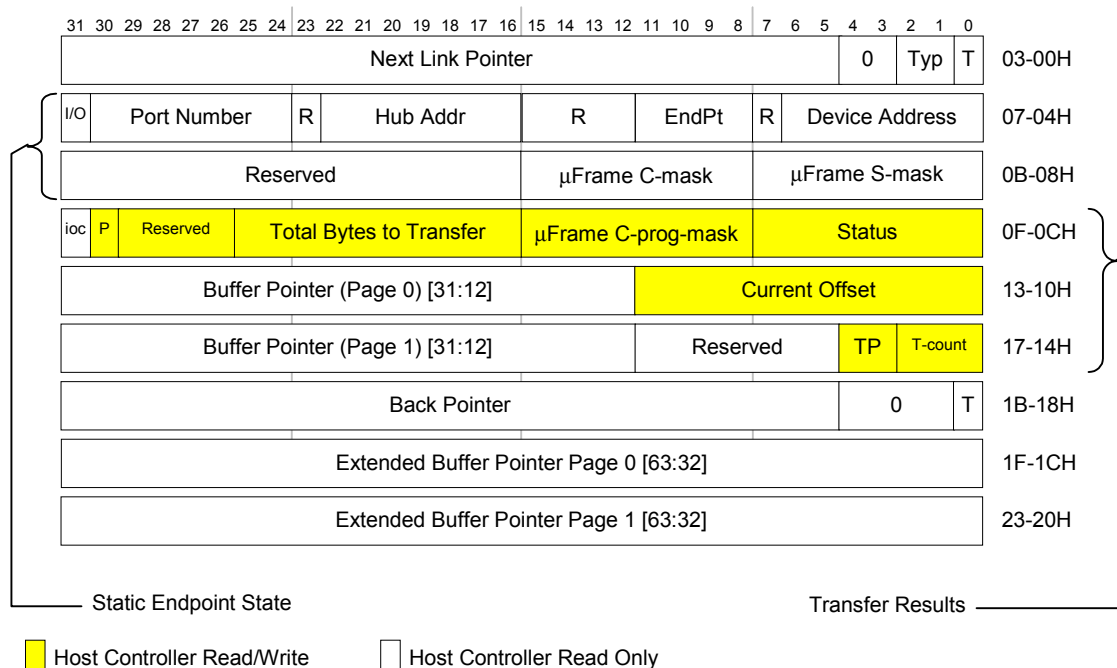 31 30 29 28 27 26 25 24 23 22 21 20 19 18 17 16 15 14 13 12 11 10 9 8 7 6 5 4 3 2 1 0
Next Link Pointer 0 Typ T 03-00H
I/O Port Number R Hub Addr R EndPt R Device Address 07-04H
Reserved µFrame C-mask µFrame S-mask 0B-08H
ioc P Reserved Total Bytes to Transfer µFrame C-prog-mask Status 0F-0CH
Buffer Pointer (Page 0) [31:12] Current Offset 13-10H
Buffer Pointer (Page 1) [31:12] Reserved TP T-count 17-14H
Back Pointer 0 T 1B-18H
Extended Buffer Pointer Page 0 [63:32] 1F-1CH
Extended Buffer Pointer Page 1 [63:32] 23-20H
Static Endpoint State Transfer Results
Host Controller Read/Write Host Controller Read Only